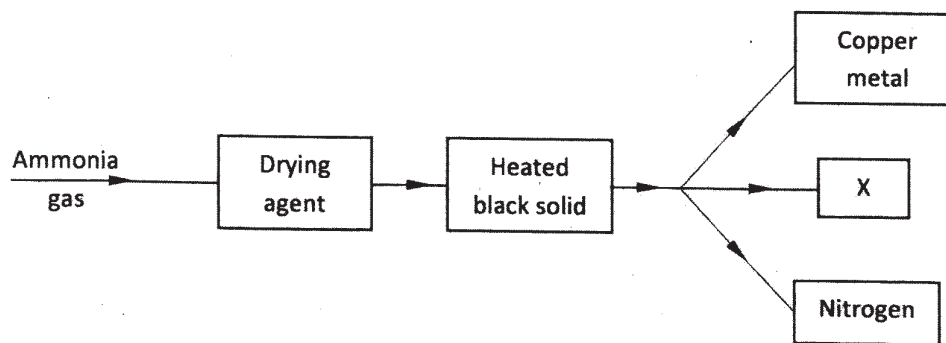 Ammonia
gas
Drying
agent
Heated
black solid
Copper
metal
X
Nitrogen